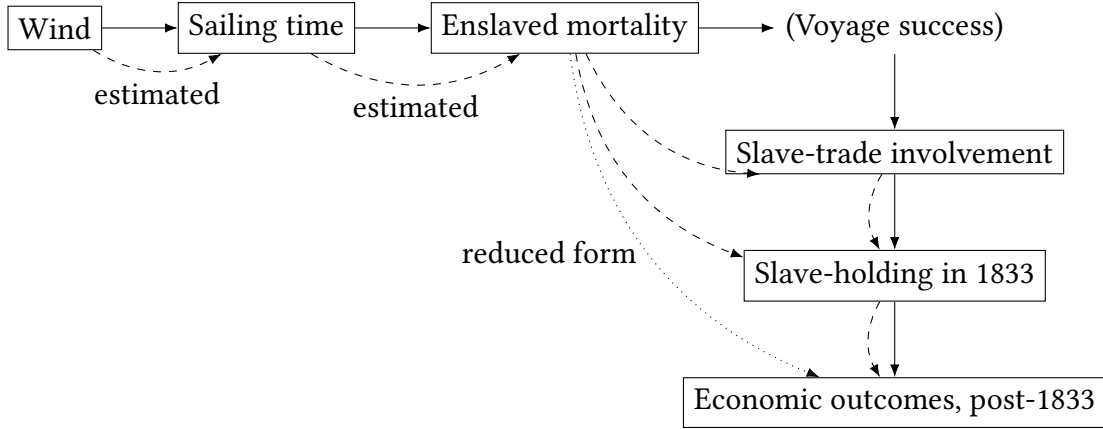 Wind
Sailing time
Enslaved mortality
(Voyage success)
estimated
estimated
Slave-trade involvement
reduced form
Slave-holding in 1833
Economic outcomes, post-1833